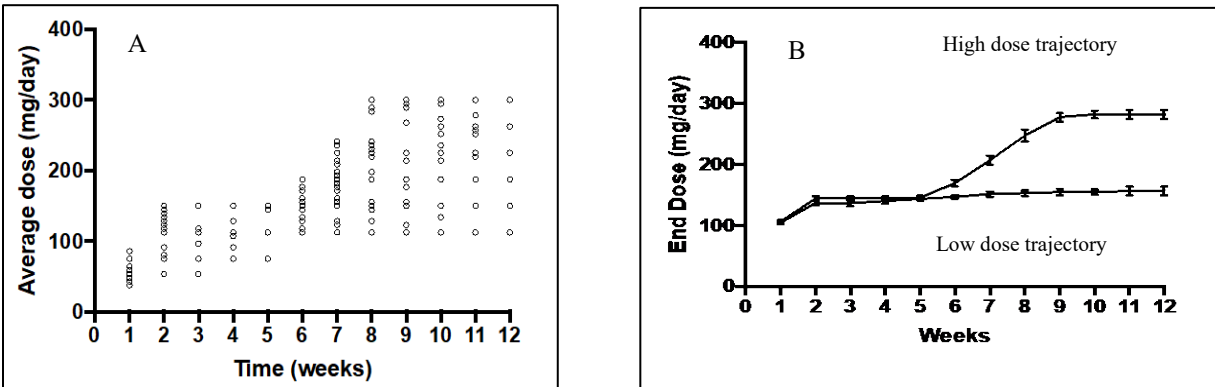 A
Average dose (mg/day)
400
300
200
100
0
0 1 2 3 4 5 6 7 8 9 10 11 12
Time (weeks)
B
High dose trajectory
End Dose (mg/day)
400
300
200
100
0
Low dose trajectory
0 1 2 3 4 5 6 7 8 9 10 11 12
Weeks